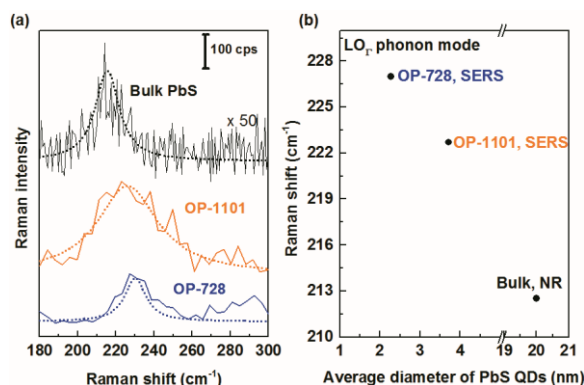 (a)
100 cps
Bulk PbS
x 50
OP-1101
OP-728
Raman intensity
180 200 220 240 260 280 300
Raman shift (cm-1)
(b)
LOΓ phonon mode
228
OP-728, SERS
225
222
OP-1101, SERS
219
216
213
Bulk, NR
210
Raman shift (cm-1)
1 2 3 4 19 20 21
Average diameter of PbS QDs (nm)